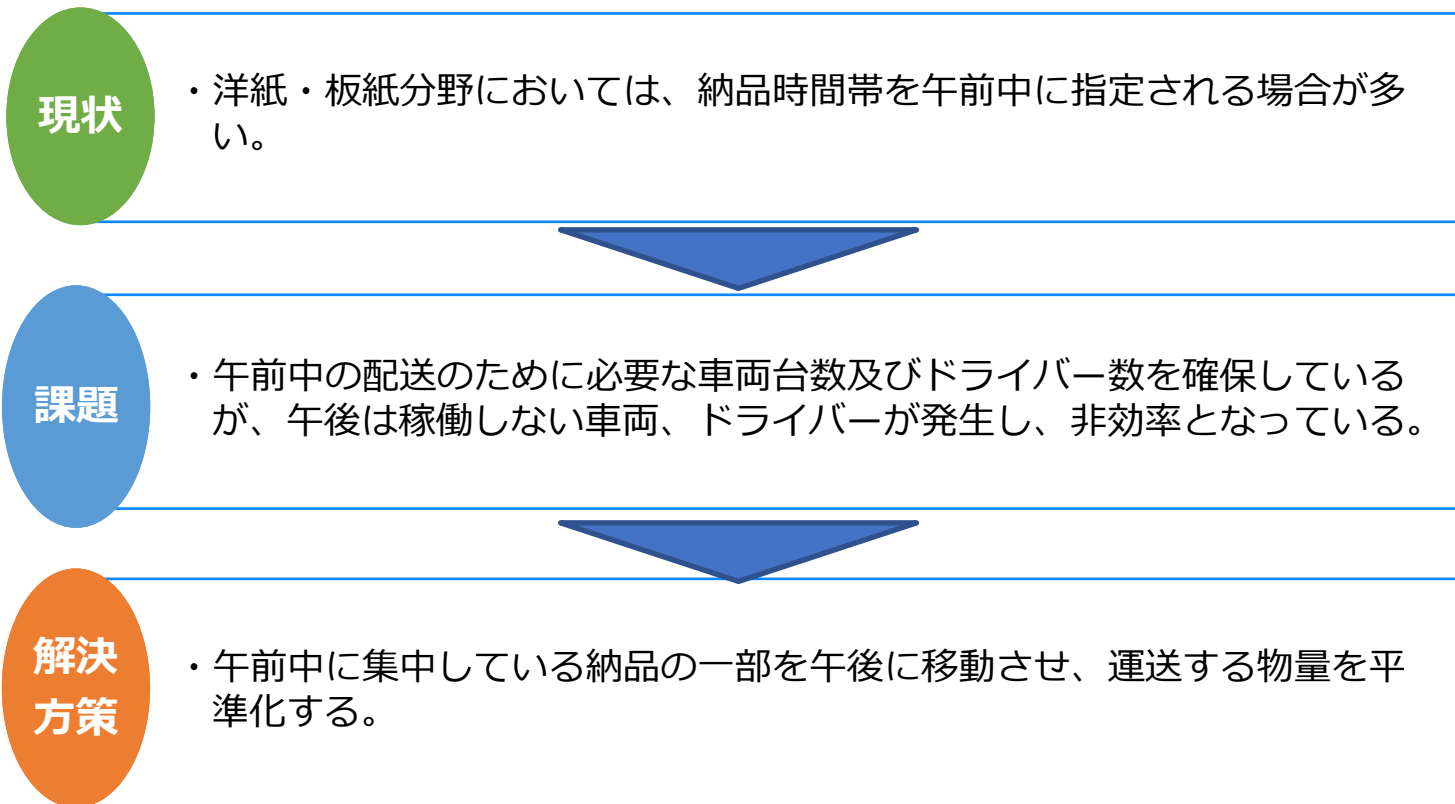 現状
・洋紙・板紙分野においては、納品時間帯を午前中に指定される場合が多
い。
課題
・午前中の配送のために必要な車両台数及びドライバー数を確保している
が、午後は稼働しない車両、ドライバーが発生し、非効率となっている。
解決
方策
・午前中に集中している納品の一部を午後に移動させ、運送する物量を平
準化する。